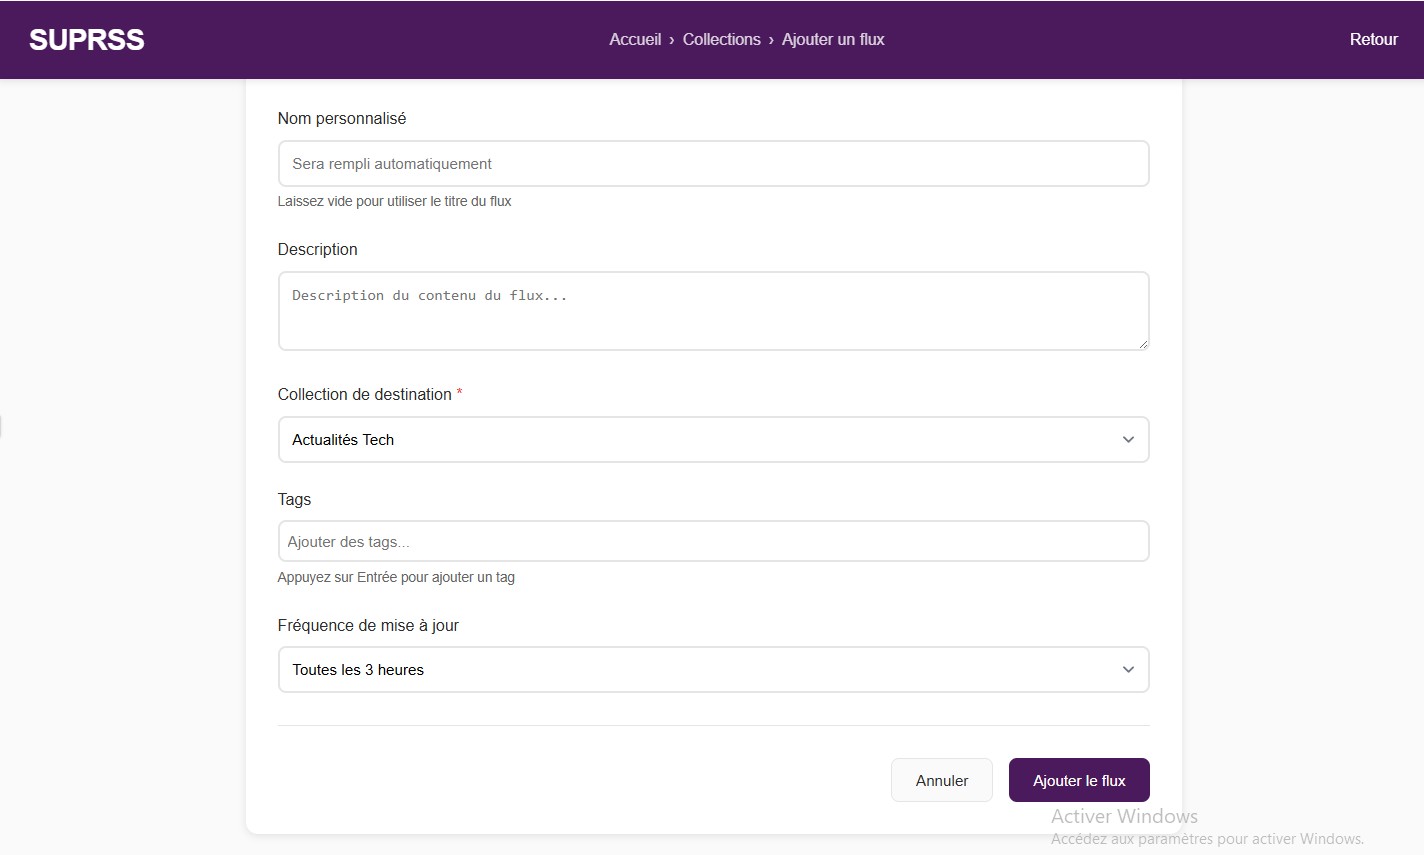 SUPRSS
Accueil › Collections › Ajouter un flux
Retour
Nom personnalisé
Sera rempli automatiquement
Laissez vide pour utiliser le titre du flux
Description
Description du contenu du flux...
Collection de destination *
Actualités Tech
Tags
Ajouter des tags...
Appuyez sur Entrée pour ajouter un tag
Fréquence de mise à jour
Toutes les 3 heures
Annuler
Ajouter le flux
Activer Windows
Accédez aux paramètres pour activer Windows.